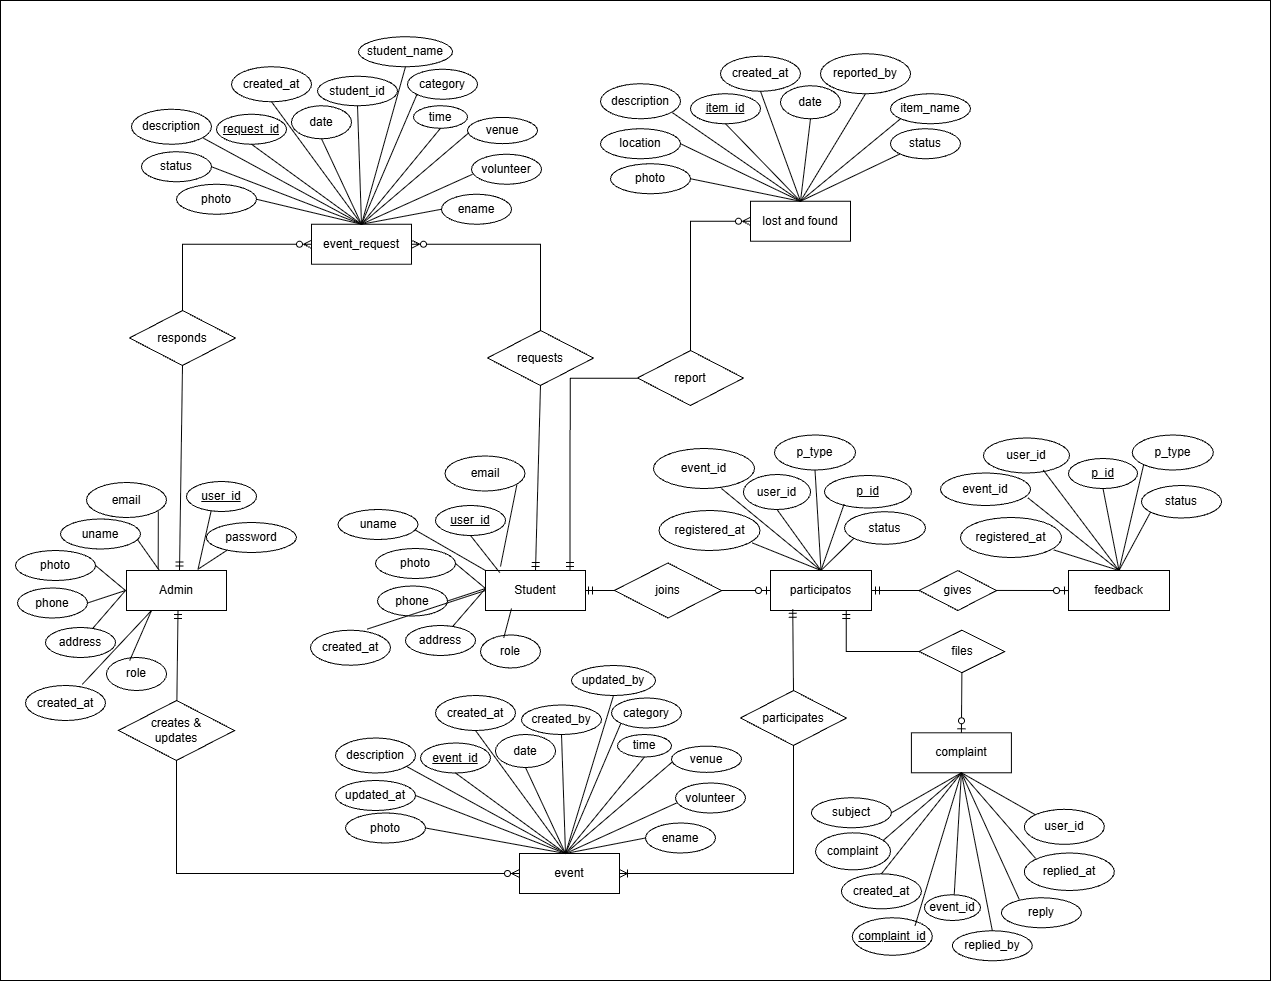 student_name
created_at
student_id
category
description
request_id
date
time
venue
status
volunteer
photo
ename
event_request
created_at
reported_by
description
item_id
date
item_name
location
status
photo
lost and found
responds
requests
report
email
user_id
uname
password
photo
phone
Admin
address
role
created_at
creates &
updates
email
uname
user_id
photo
phone
Student
address
created_at
role
joins
p_type
event_id
user_id
p_id
registered_at
status
participatos
gives
user_id
p_type
event_id
p_id
status
registered_at
feedback
files
participates
updated_by
created_at
created_by
category
description
event_id
date
time
venue
updated_at
volunteer
photo
ename
event
complaint
subject
user_id
complaint
replied_at
created_at
event_id
reply
complaint_id
replied_by